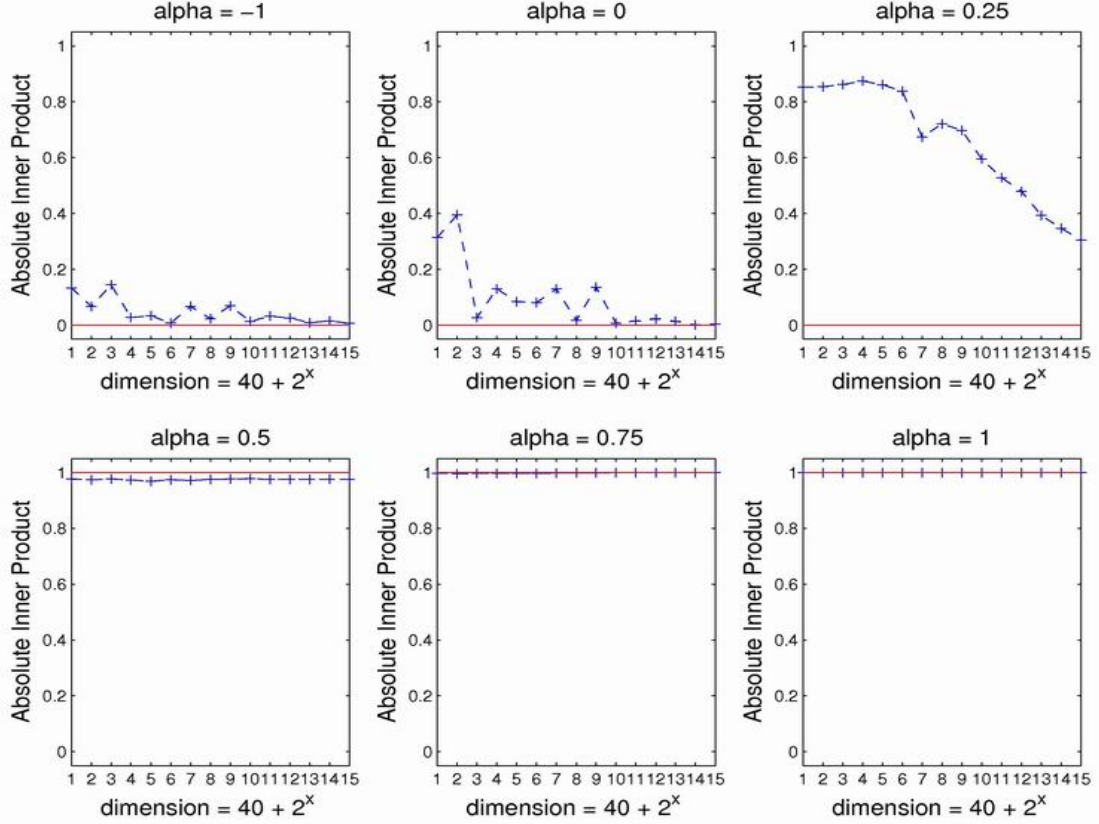 alpha = −1
Absolute Inner Product
1
0.8
0.6
0.4
0.2
0
1 2 3 4 5 6 7 8 9 10 11 12 13 14 15
dimension = 40 + 2^x
alpha = 0
Absolute Inner Product
1
0.8
0.6
0.4
0.2
0
1 2 3 4 5 6 7 8 9 10 11 12 13 14 15
dimension = 40 + 2^x
alpha = 0.25
Absolute Inner Product
1
0.8
0.6
0.4
0.2
0
1 2 3 4 5 6 7 8 9 10 11 12 13 14 15
dimension = 40 + 2^x
alpha = 0.5
Absolute Inner Product
1
0.8
0.6
0.4
0.2
0
1 2 3 4 5 6 7 8 9 10 11 12 13 14 15
dimension = 40 + 2^x
alpha = 0.75
Absolute Inner Product
1
0.8
0.6
0.4
0.2
0
1 2 3 4 5 6 7 8 9 10 11 12 13 14 15
dimension = 40 + 2^x
alpha = 1
Absolute Inner Product
1
0.8
0.6
0.4
0.2
0
1 2 3 4 5 6 7 8 9 10 11 12 13 14 15
dimension = 40 + 2^x